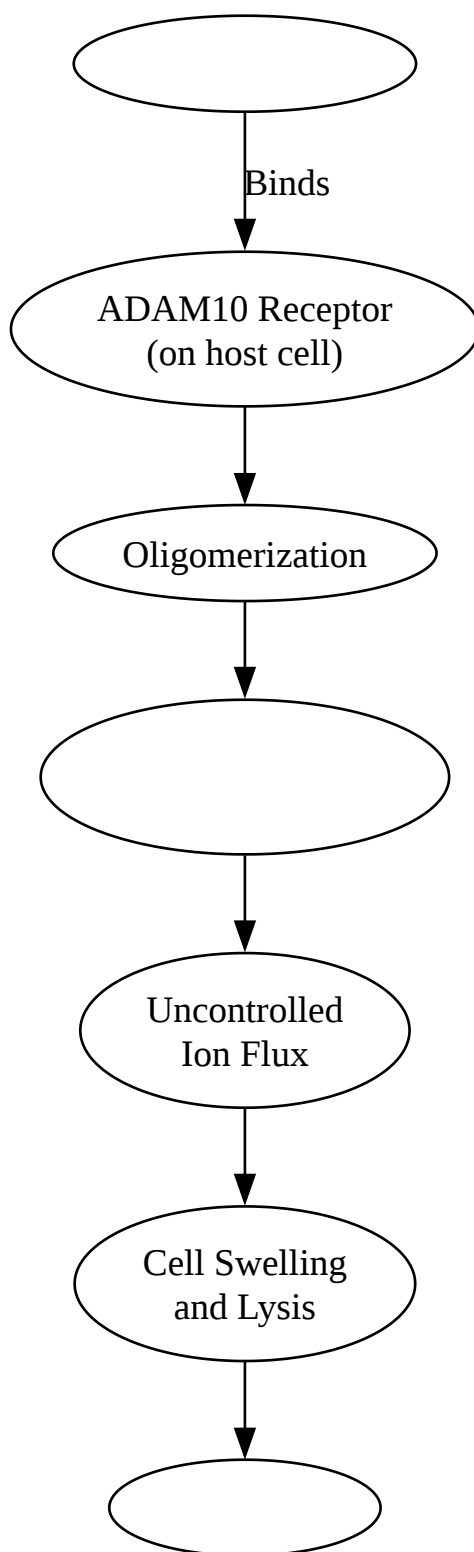 Binds
ADAM10 Receptor
(on host cell)
Oligomerization
Uncontrolled
Ion Flux
Cell Swelling
and Lysis